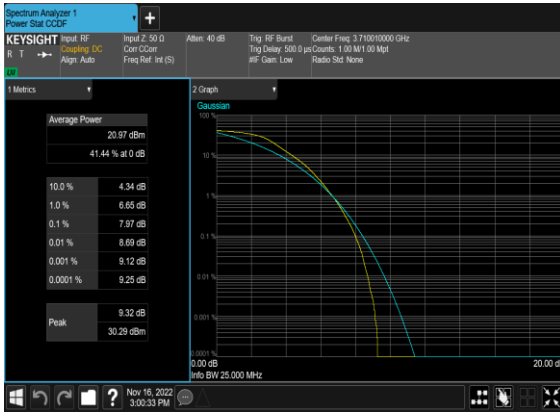 Spectrum Analyzer 1
Power Stat CCDF
KEYSIGHT
R T
LV
Input: RF
Coupling: DC
Align: Auto
Input Z: 50 Ω
Corr CCorr
Freq Ref: Int (S)
Atten: 40 dB
Trig: RF Burst
Trig Delay: 500.0 µs
#IF Gain: Low
Center Freq: 3.710010000 GHz
Counts: 1.00 M/1.00 Mpt
Radio Std: None
1 Metrics
Average Power
20.97 dBm
41.44 % at 0 dB
10.0 % 4.34 dB
1.0 % 6.65 dB
0.1 % 7.97 dB
0.01 % 8.69 dB
0.001 % 9.12 dB
0.0001 % 9.25 dB
Peak
9.32 dB
30.29 dBm
2 Graph
Gaussian
100 %
10 %
1 %
0.1 %
0.01 %
0.001 %
0.0001 %
0.00 dB
20.00 d
Info BW 25.000 MHz
?
Nov 16, 2022
3:00:33 PM